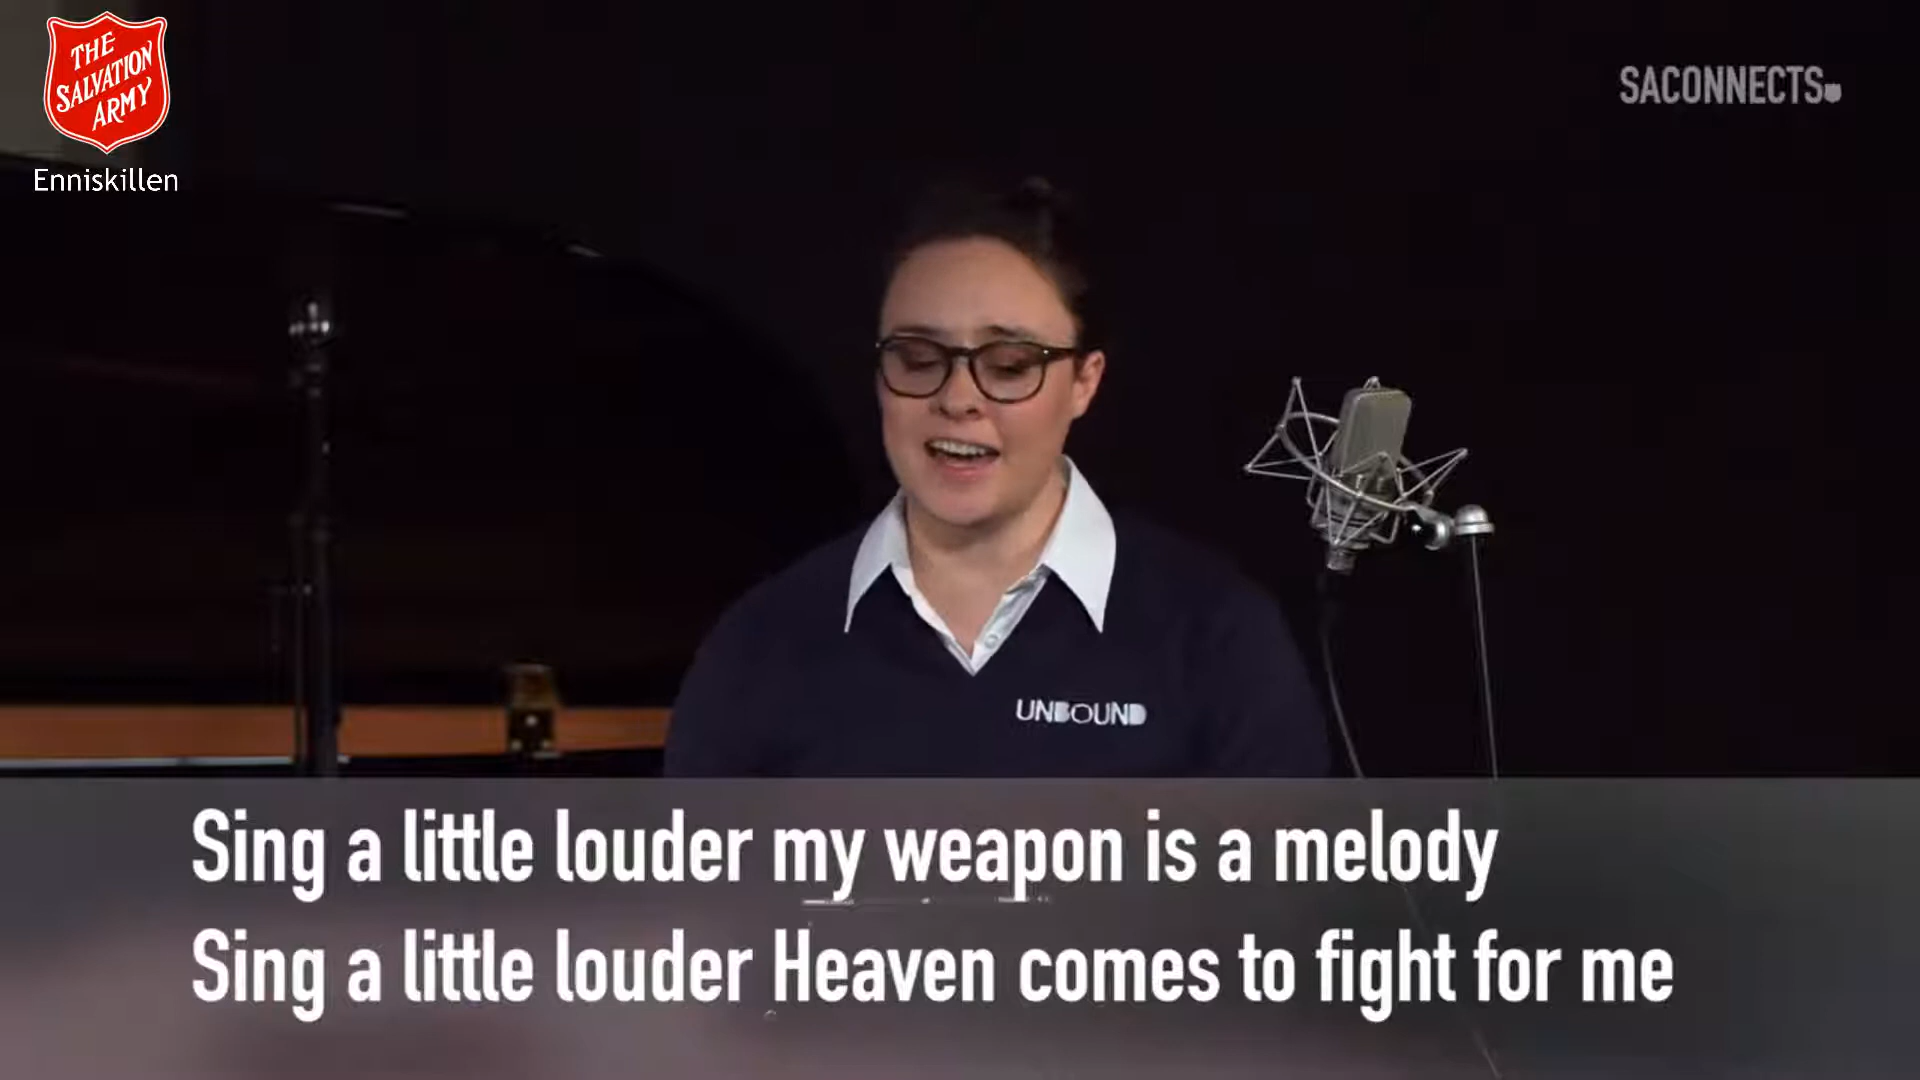 THE
SALVATION
ARMY
Enniskillen
SACONNECTS
UNBOUND
Sing a little louder my weapon is a melody
Sing a little louder Heaven comes to fight for me